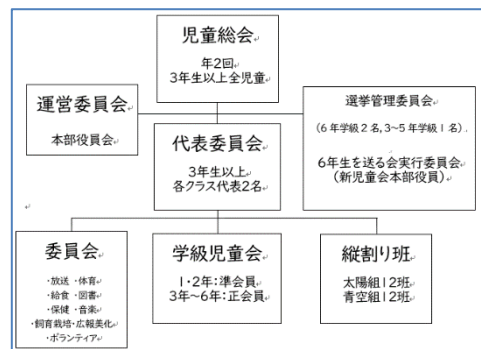 児童総会
年2回
3年生以上全児童
運営委員会
本部役員会
選挙管理委員会
(6年学級2名,3~5年学級1名).
6年生を送る会実行委員会
(新児童会本部役員)
代表委員会
3年生以上
各クラス代表2名
委員会
・放送・体育
・給食・図書
・保健・音楽
・飼育栽培・広報美化
・ボランティア
学級児童会
1・2年:準会員
3年~6年:正会員
縦割り班
太陽組12班
青空組12班